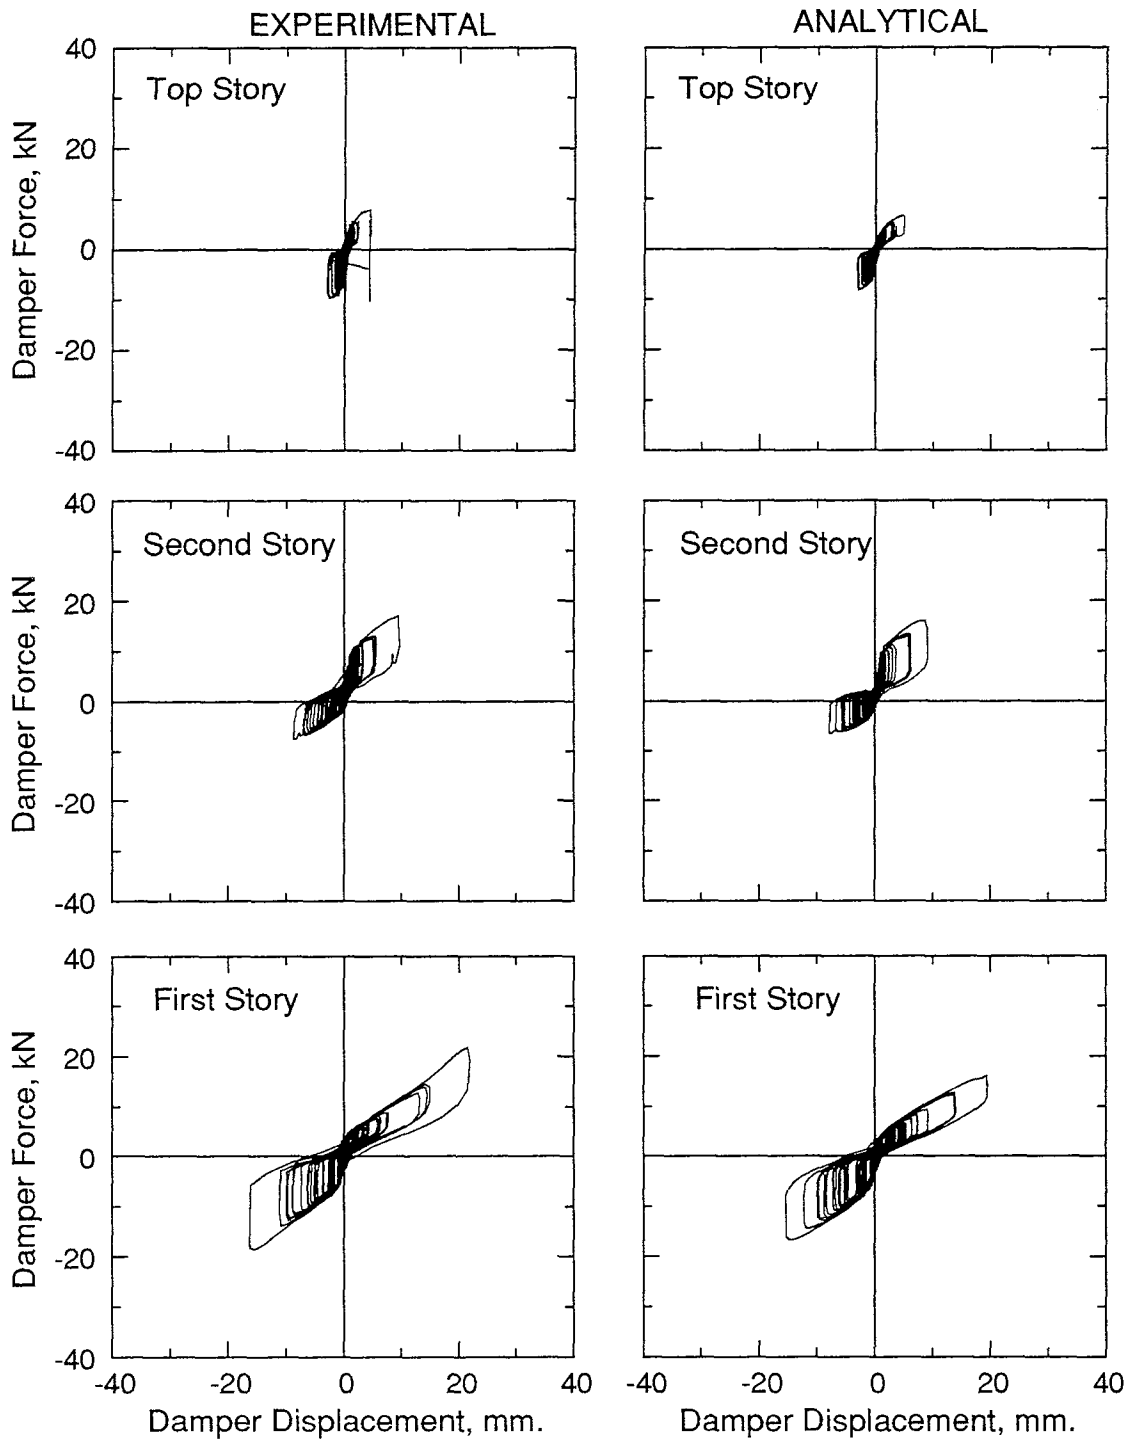 EXPERIMENTAL
ANALYTICAL
40
20
0
-20
-40
Damper Force, kN
Top Story
Top Story
40
20
0
-20
-40
Damper Force, kN
Second Story
Second Story
40
20
0
-20
-40
Damper Force, kN
First Story
First Story
-40 -20 0 20 40
-40 -20 0 20 40
Damper Displacement, mm.
Damper Displacement, mm.